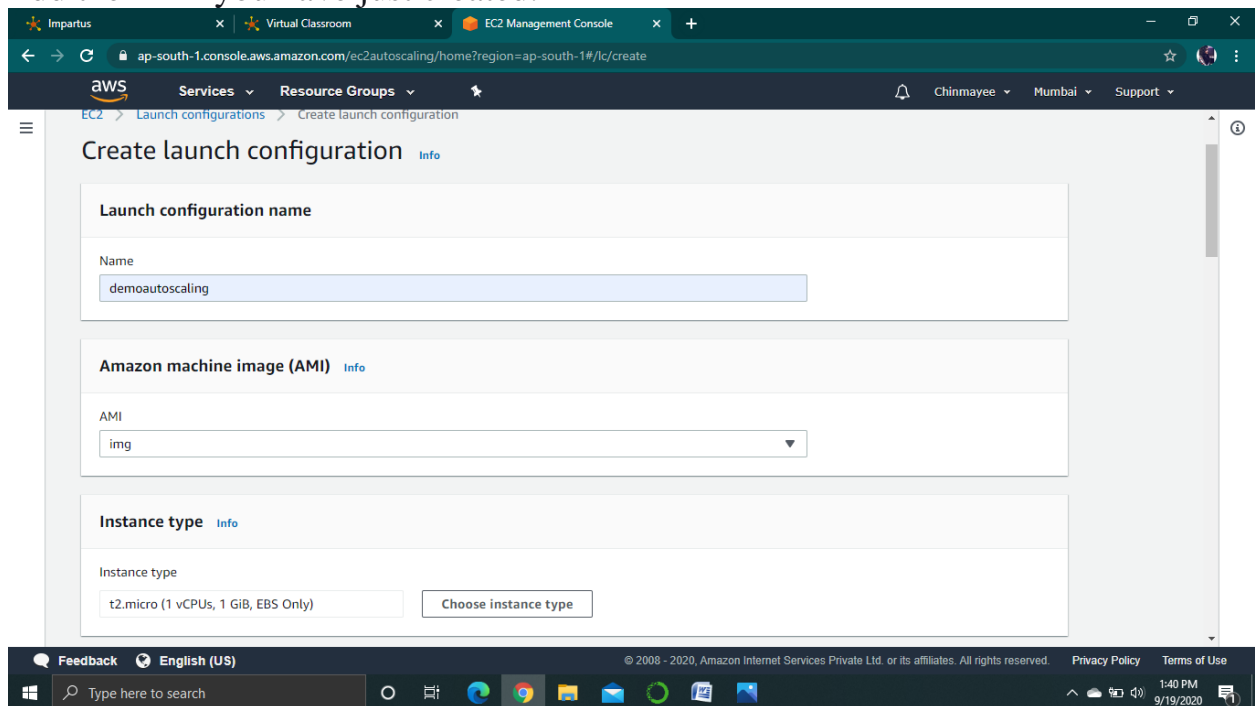 you have just created.
Impartus
Virtual Classroom
EC2 Management Console
ap-south-1.console.aws.amazon.com/ec2autoscaling/home?region=ap-south-1#/lc/create
aws Services Resource Groups Chinmayee Mumbai Support
EC2 > Launch configurations > Create launch configuration
Create launch configuration Info
Launch configuration name
Name
demoautoscaling
Amazon machine image (AMI) Info
AMI
img
Instance type Info
Instance type
t2.micro (1 vCPUs, 1 GiB, EBS Only) Choose instance type
Feedback English (US) © 2008 - 2020, Amazon Internet Services Private Ltd. or its affiliates. All rights reserved. Privacy Policy Terms of Use
Type here to search
1:40 PM
9/19/2020
1